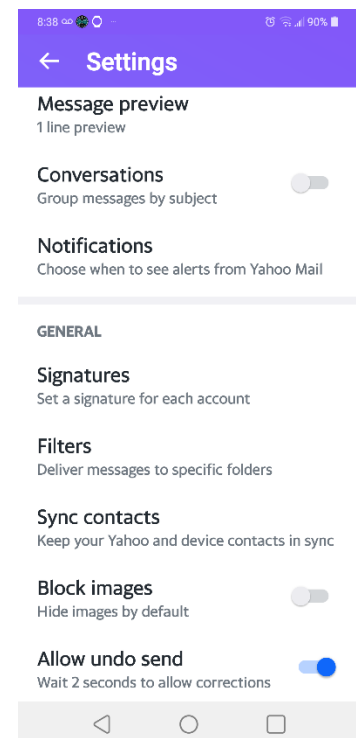 8:38
90%
Settings
Message preview
1 line preview
Conversations
Group messages by subject
Notifications
Choose when to see alerts from Yahoo Mail
GENERAL
Signatures
Set a signature for each account
Filters
Deliver messages to specific folders
Sync contacts
Keep your Yahoo and device contacts in sync
Block images
Hide images by default
Allow undo send
Wait 2 seconds to allow corrections